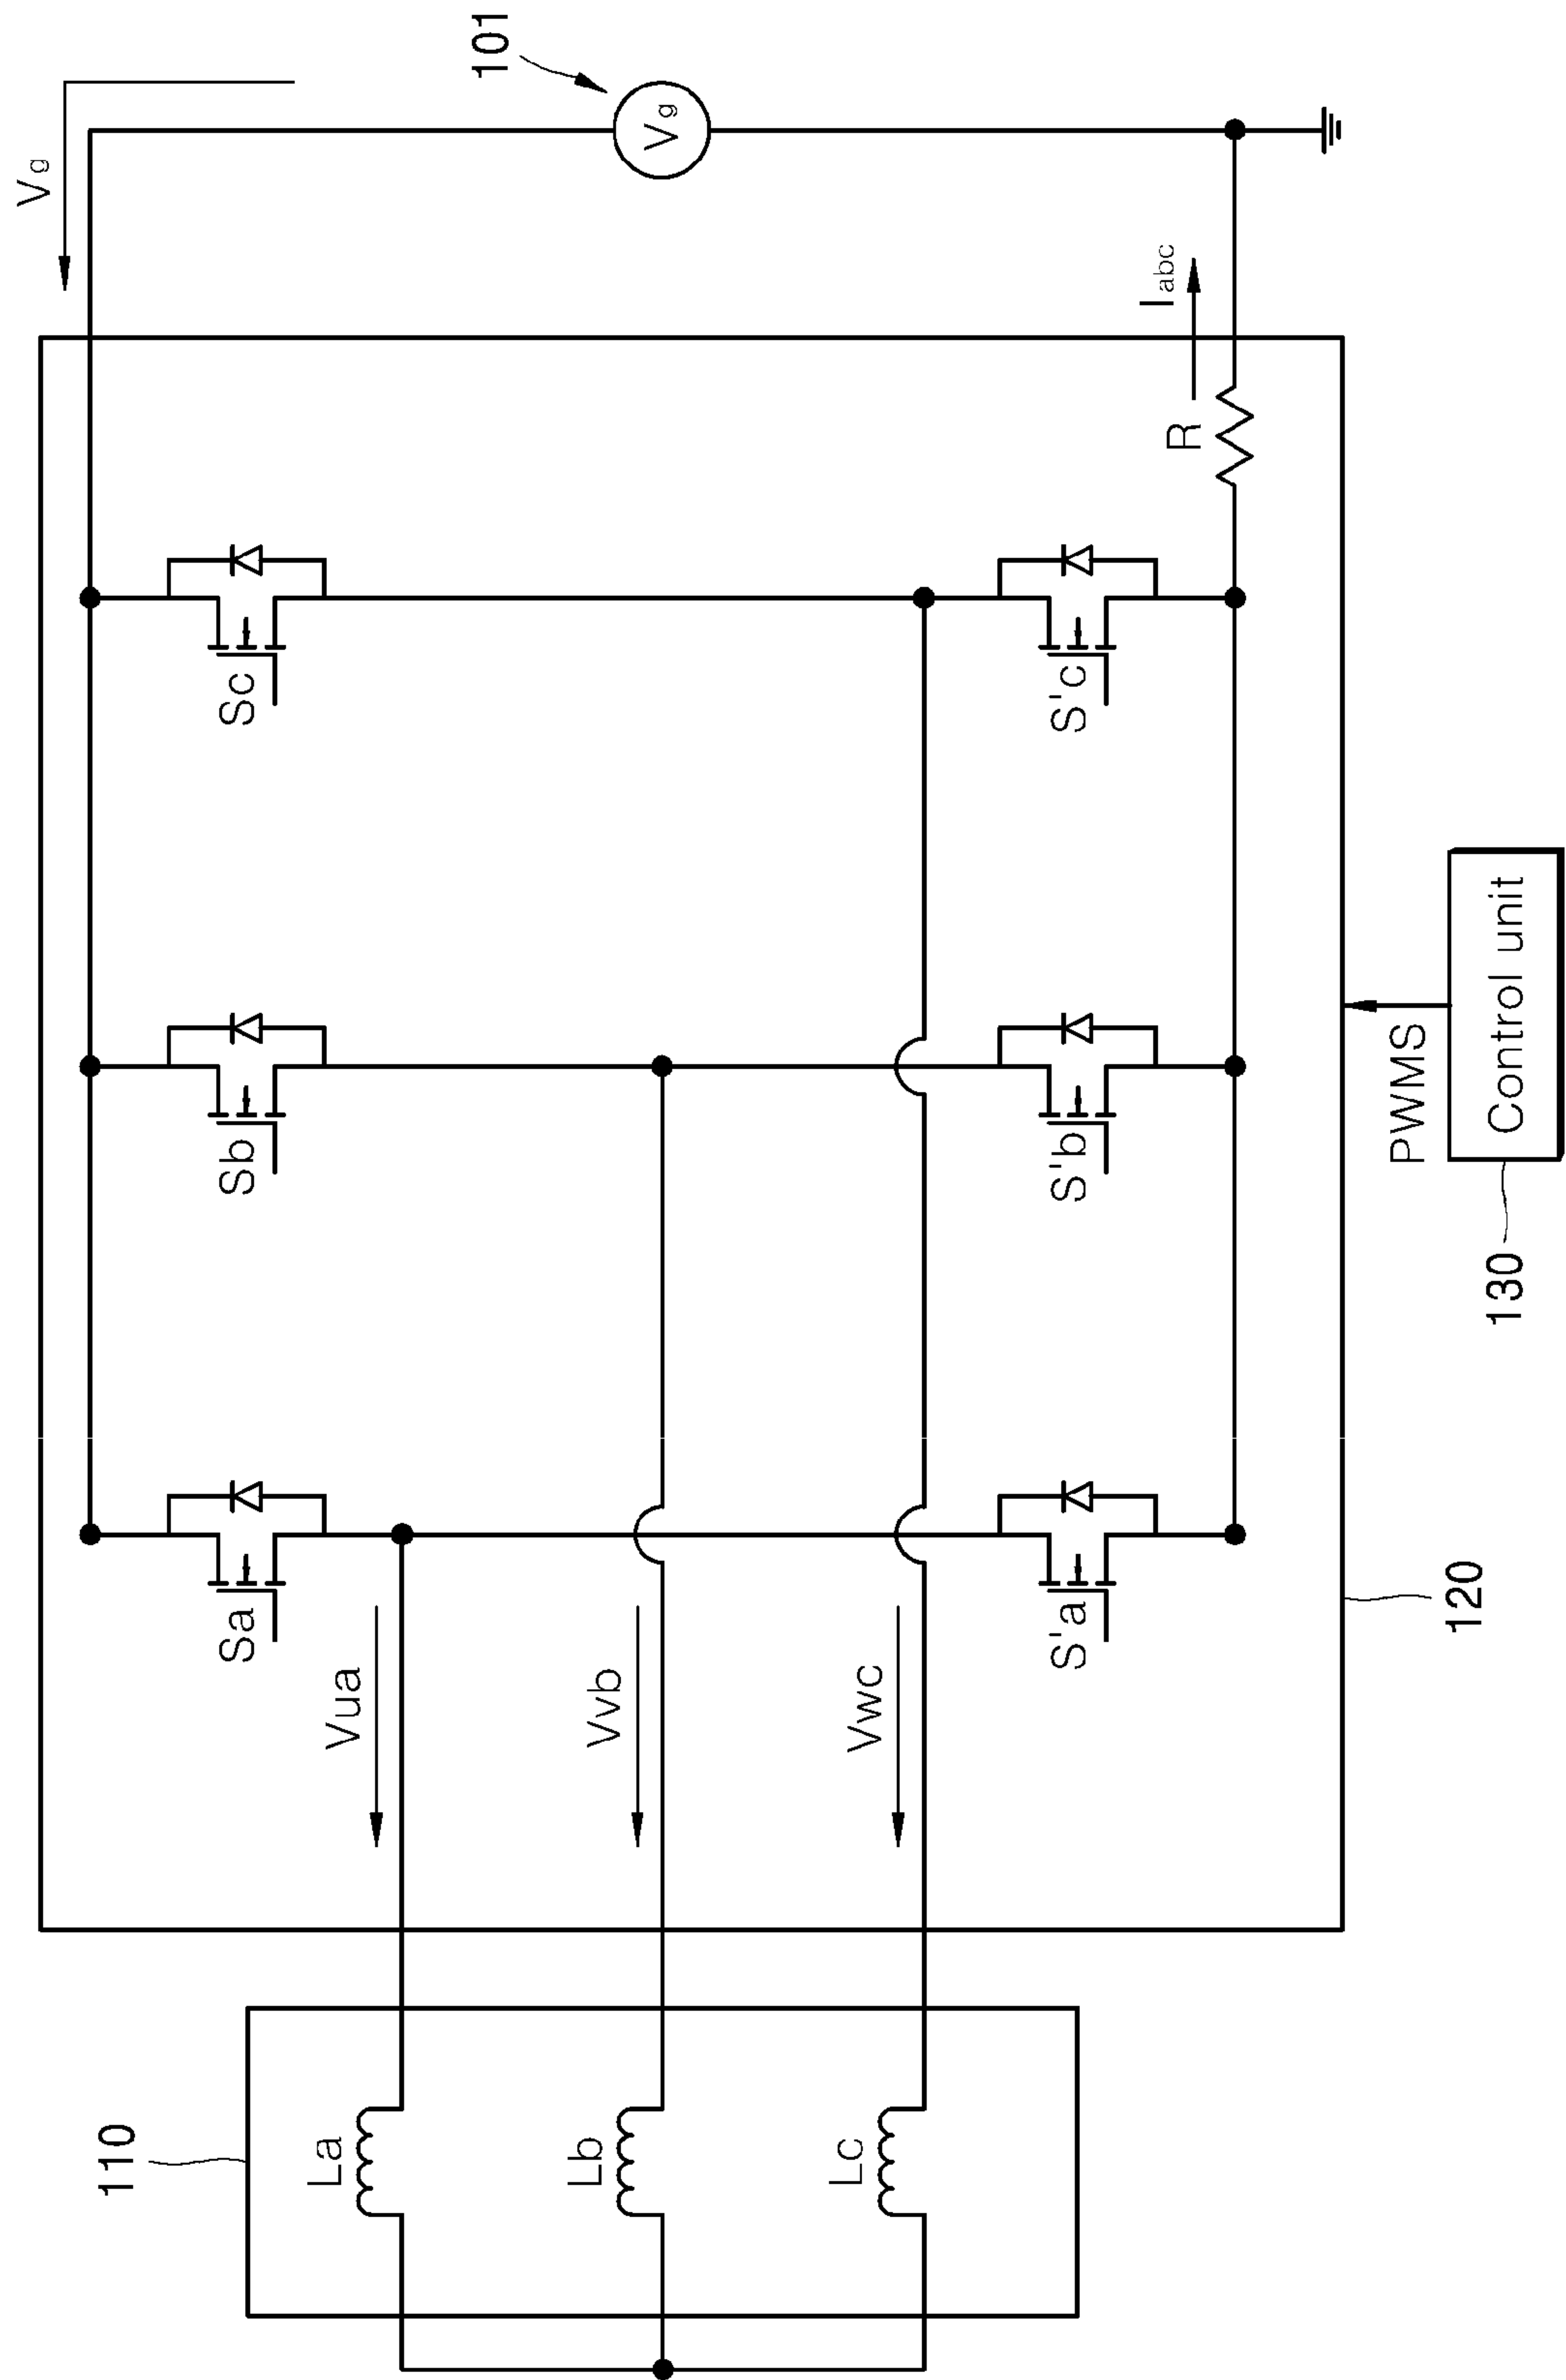 Vg
101
Vg
Iabc
R
Sc
S'c
Sb
S'b
Sa
S'a
Vua
Vvb
Vwc
PWMS
Control unit
130
120
110
La
Lb
Lc